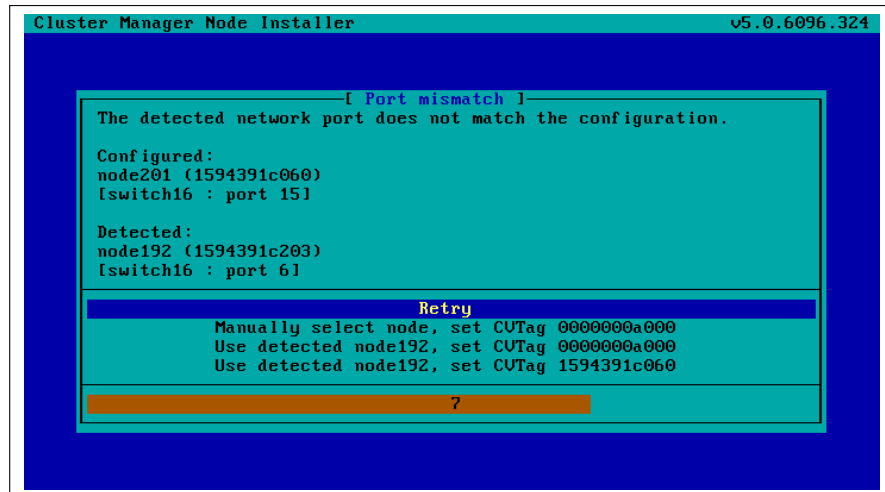 Cluster Manager Node Installer v5.0.6096.324
[ Port mismatch ]
The detected network port does not match the configuration.
Configured:
node201 (1594391c060)
[switch16 : port 15]
Detected:
node192 (1594391c203)
[switch16 : port 6]
Retry
Manually select node, set CVTag 0000000a000
Use detected node192, set CVTag 0000000a000
Use detected node192, set CVTag 1594391c060
7